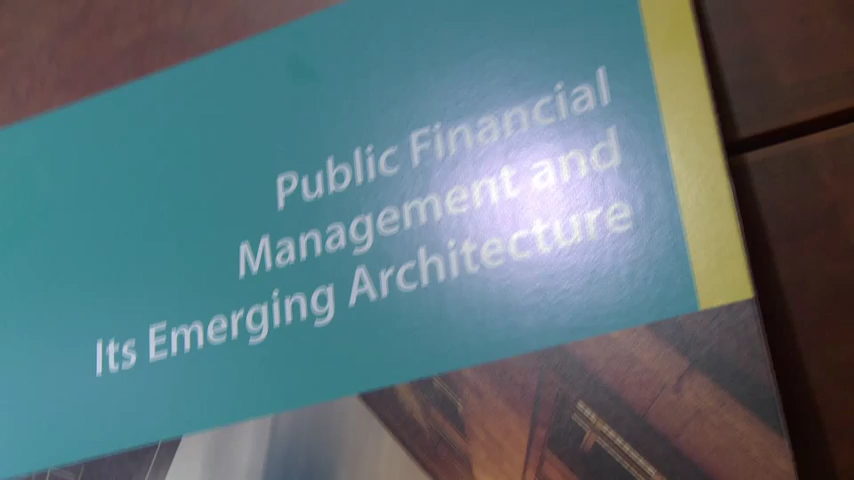 Public Financial
Management and
Its Emerging Architecture